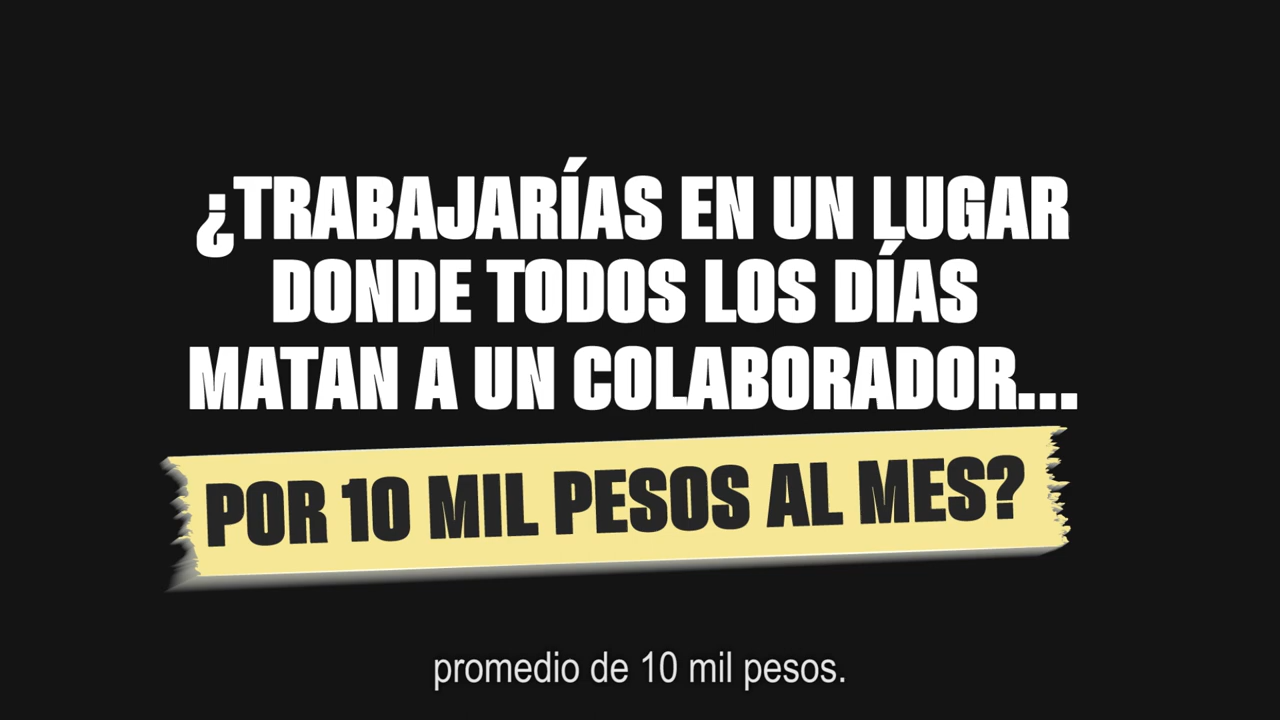 ¿TRABAJARÍAS EN UN LUGAR
DONDE TODOS LOS DÍAS
MATAN A UN COLABORADOR...
POR 10 MIL PESOS AL MES?
promedio de 10 mil pesos.